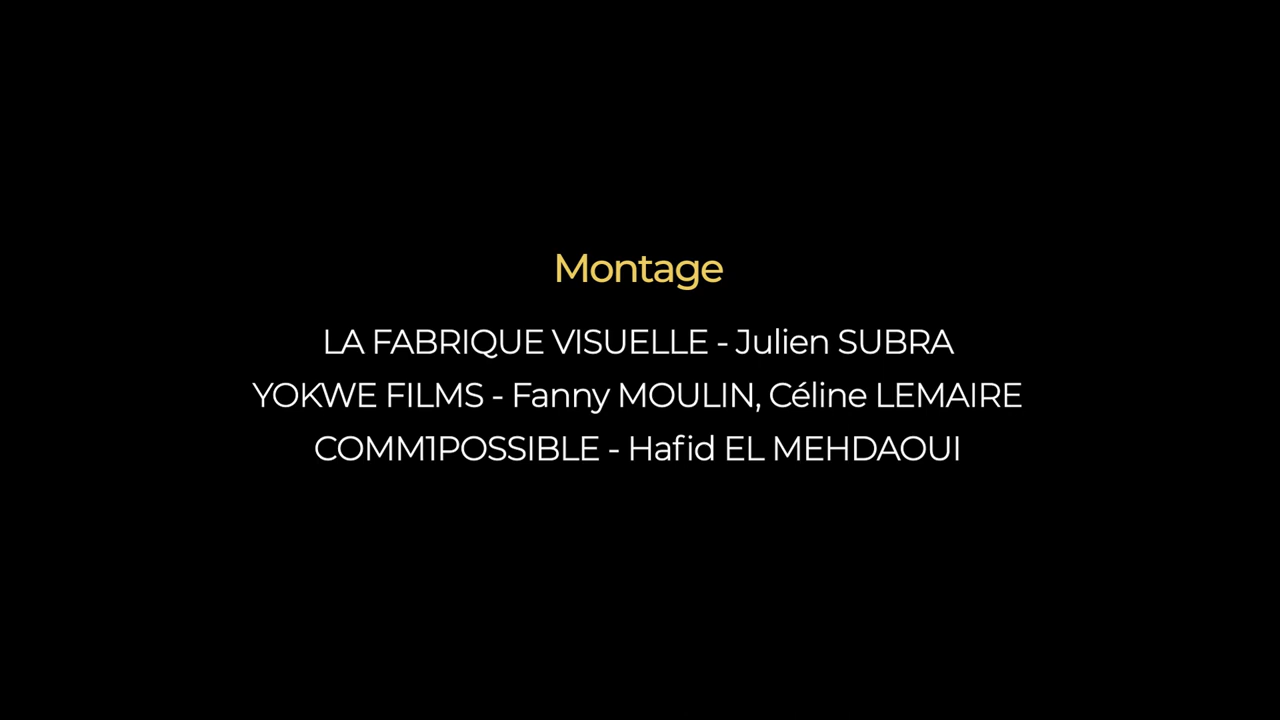 Montage
LA FABRIQUE VISUELLE - Julien SUBRA
YOKWE FILMS - Fanny MOULIN, Céline LEMAIRE
COMM1POSSIBLE - Hafid EL MEHDAOUI